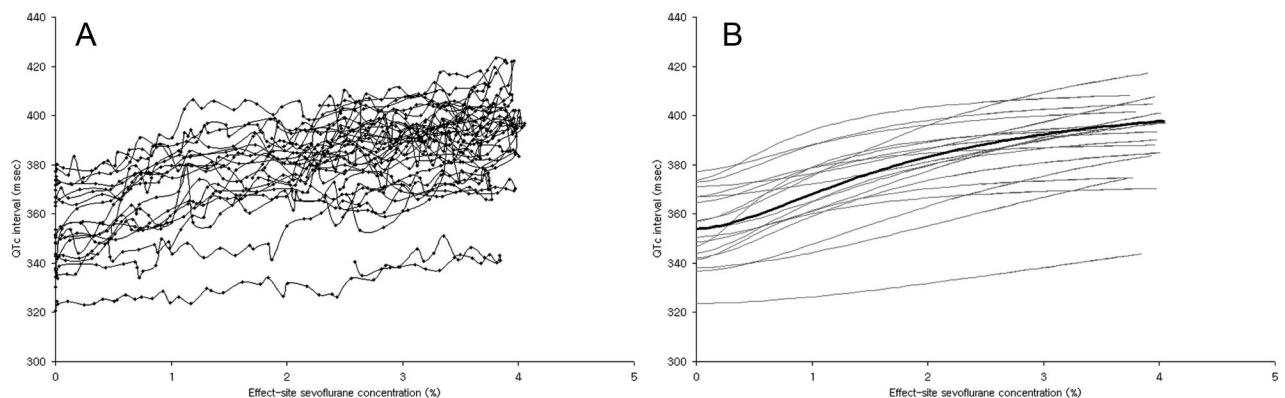 A
440
420
400
380
360
340
320
300
QTc interval (msec)
0 1 2 3 4 5
Effect-site sevoflurane concentration (%)
B
440
420
400
380
360
340
320
300
QTc interval (msec)
0 1 2 3 4 5
Effect-site sevoflurane concentration (%)